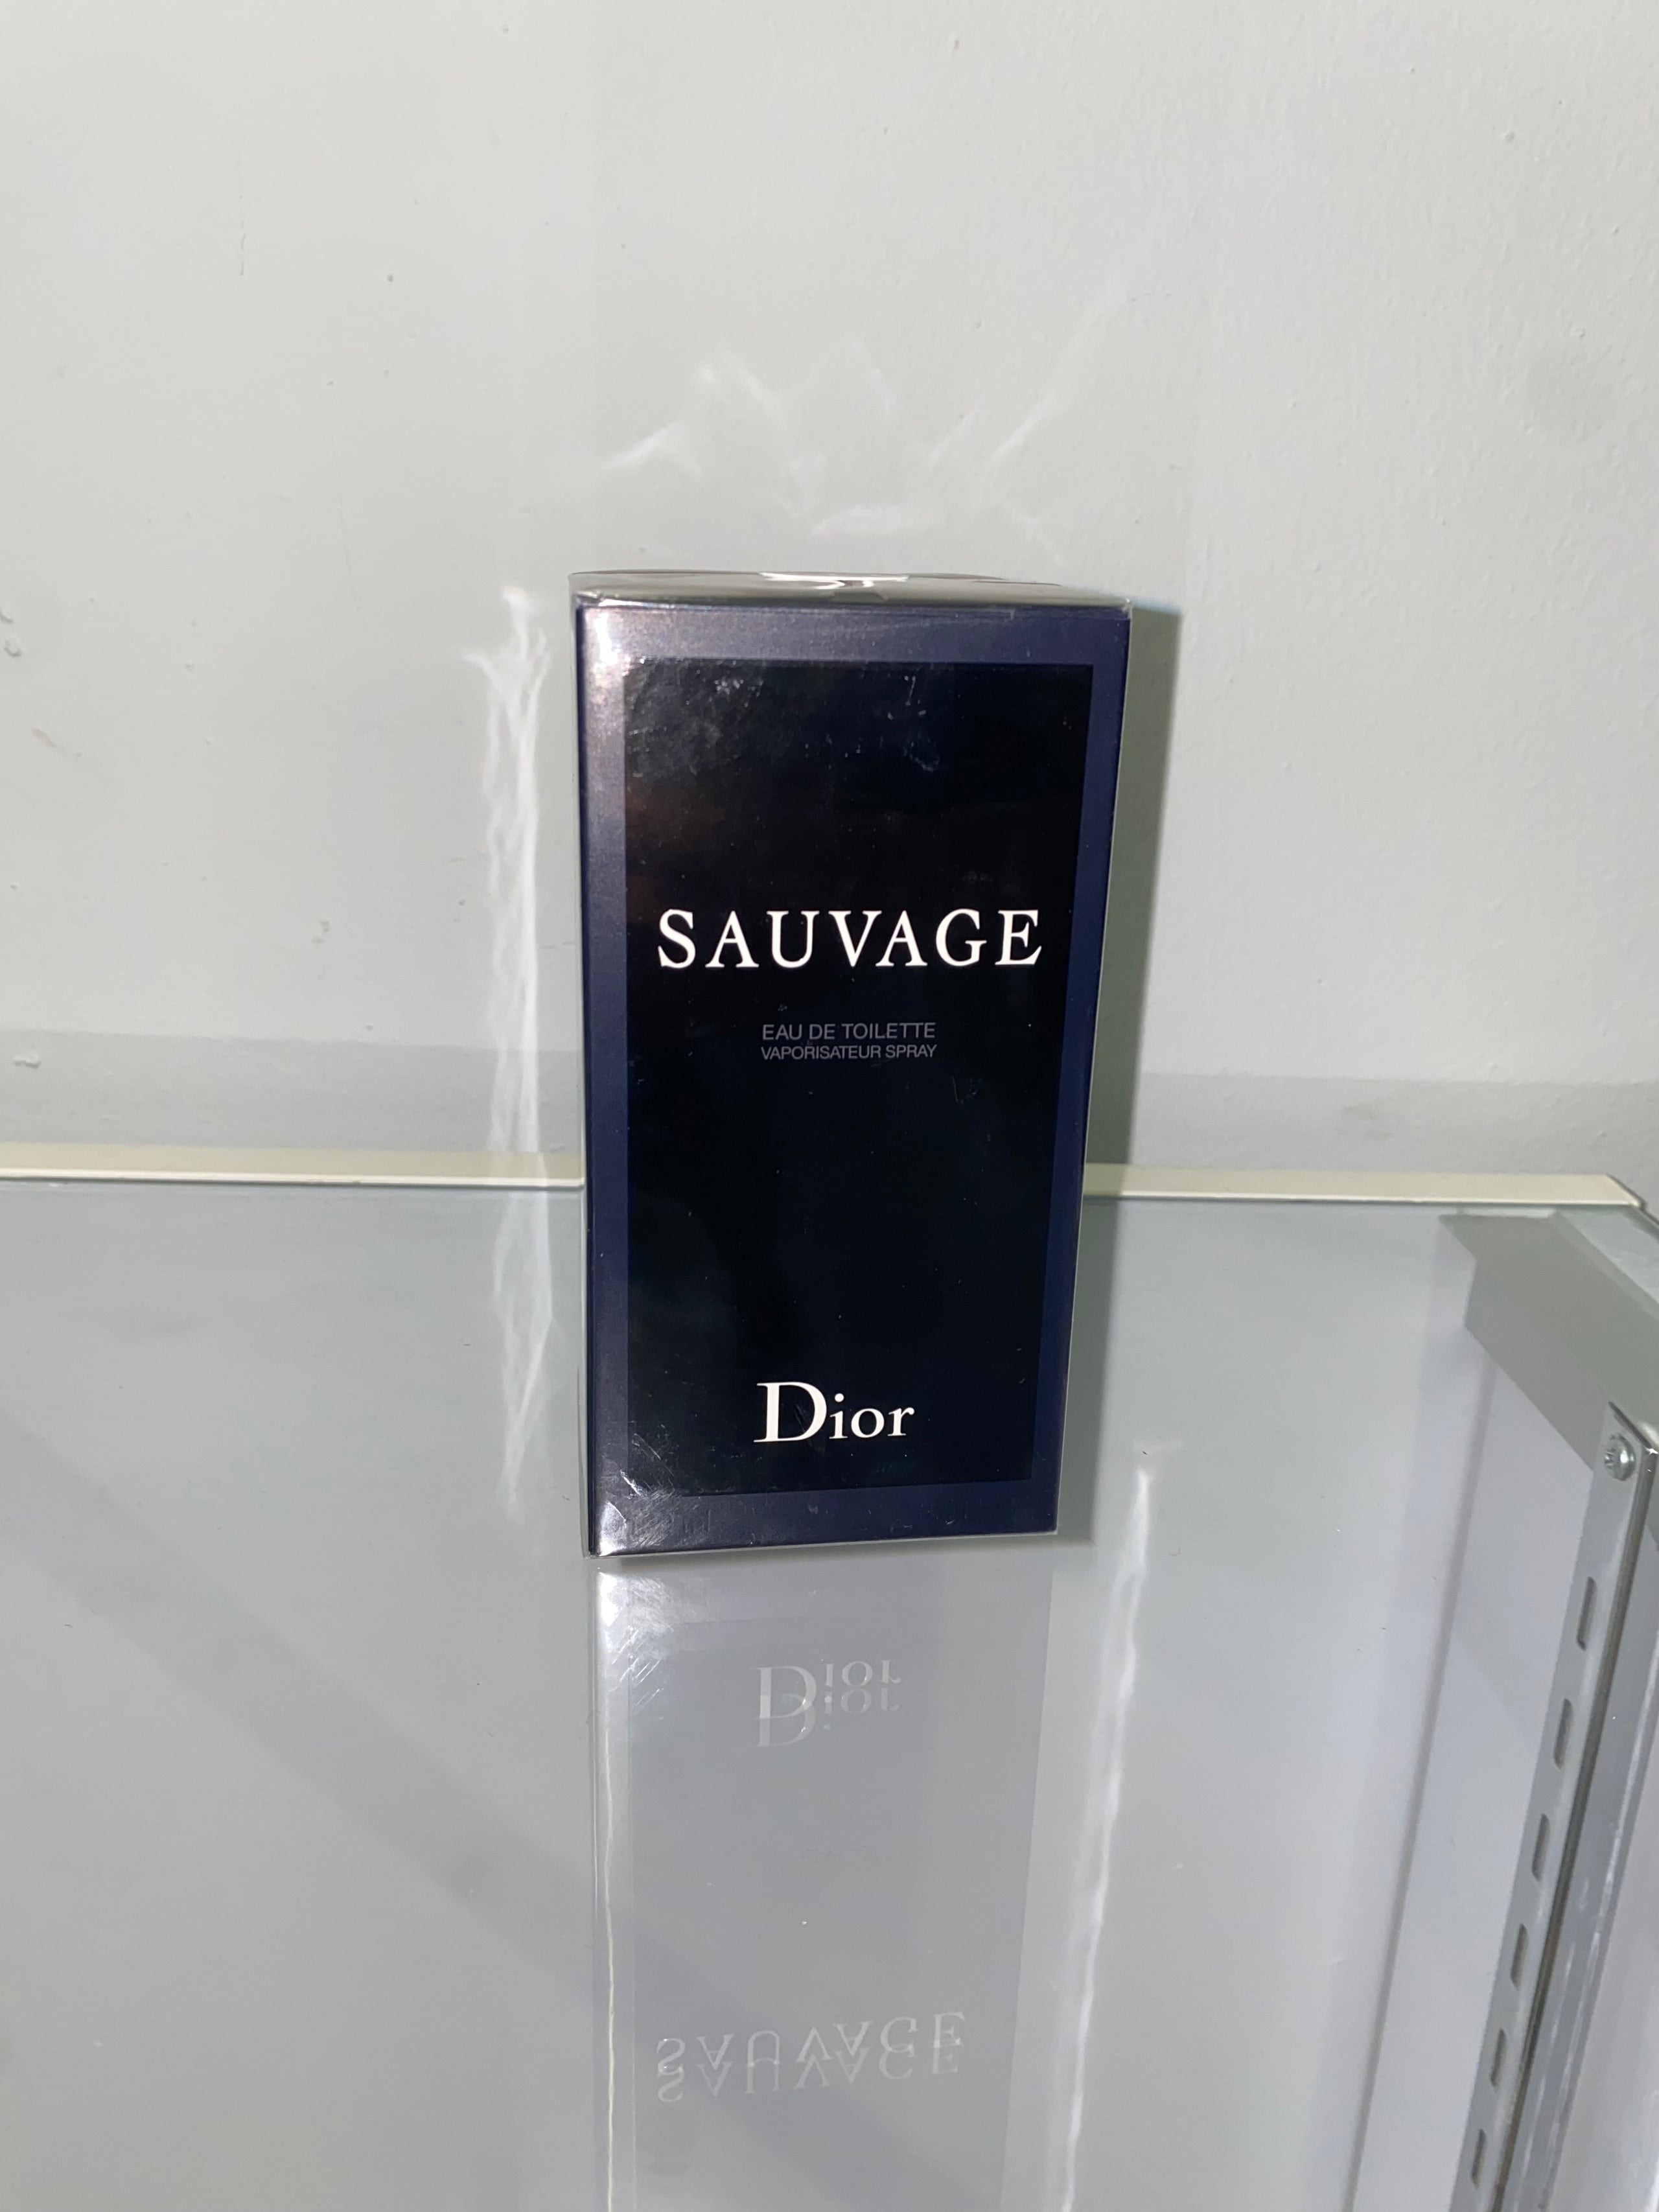 SAUVAGE
EAU DE TOILETTE
VAPORISATEUR SPRAY
Dior